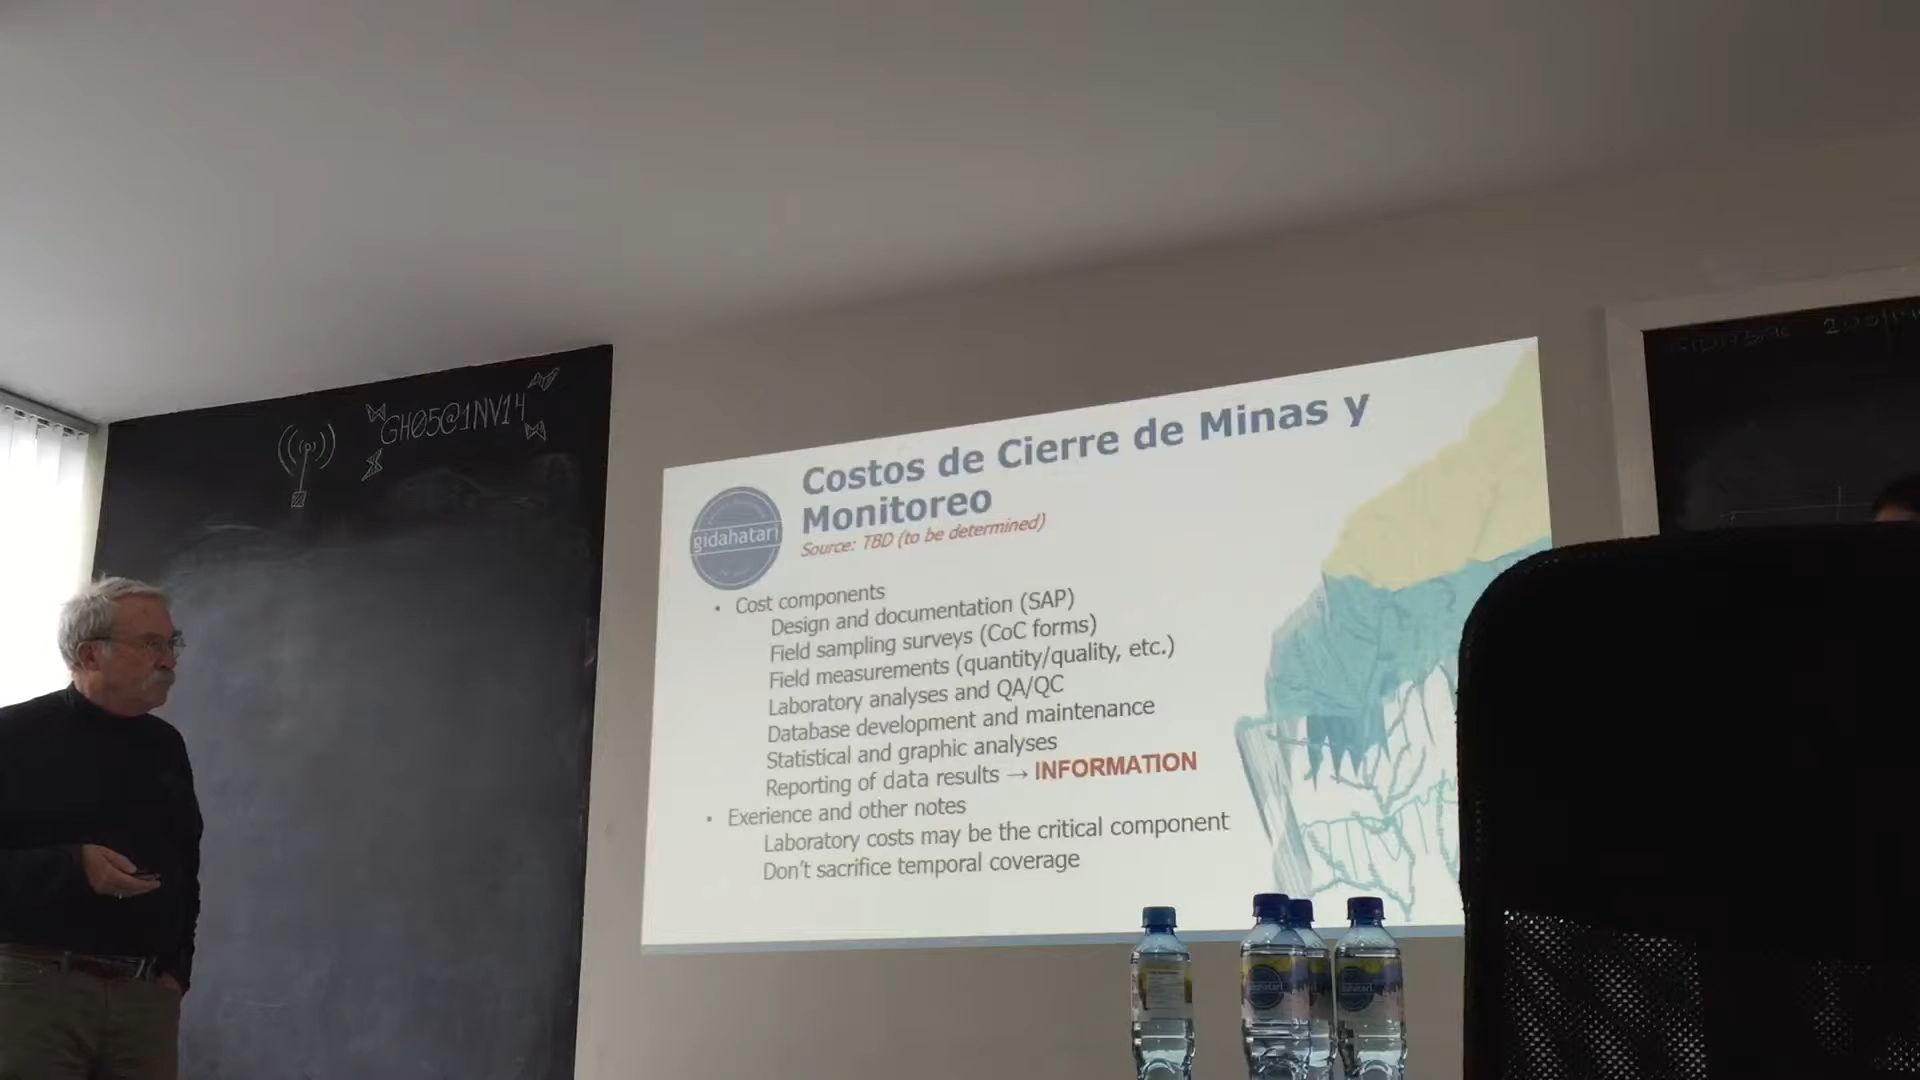 GH05@1NV14
Costos de Cierre de Minas y
Monitoreo
Source: TBD (to be determined)
gidahatari
• Cost components
Design and documentation (SAP)
Field sampling surveys (CoC forms)
Field measurements (quantity/quality, etc.)
Laboratory analyses and QA/QC
Database development and maintenance
Statistical and graphic analyses
Reporting of data results → INFORMATION
• Exerience and other notes
Laboratory costs may be the critical component
Don't sacrifice temporal coverage
gidahatari
gidahatari